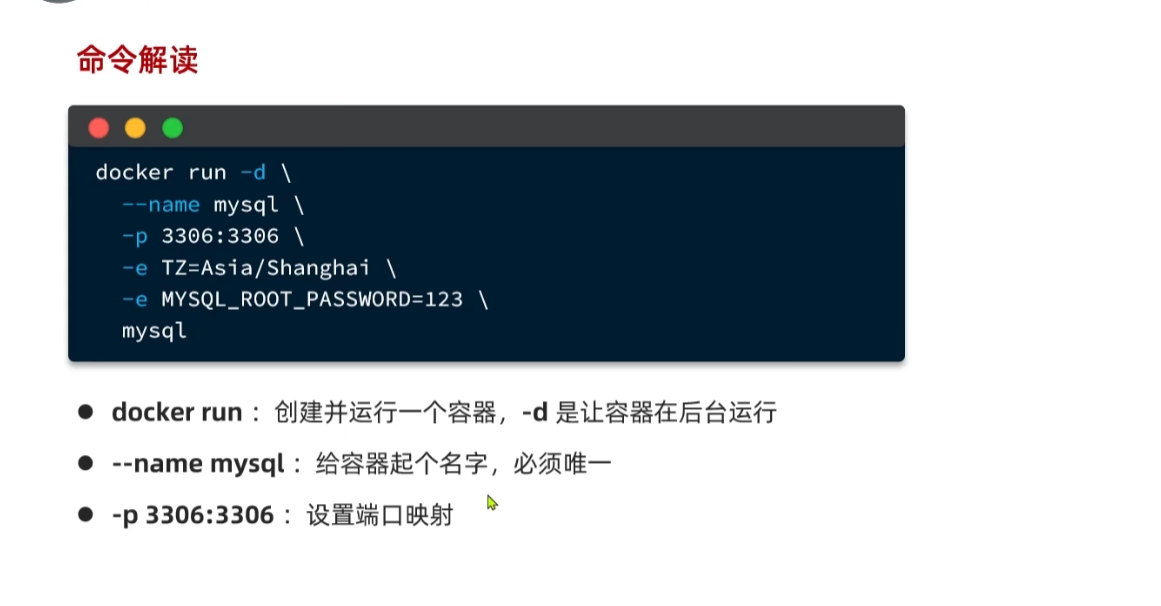 命令解读
docker run -d \
--name mysql \
-p 3306:3306 \
-e TZ=Asia/Shanghai \
-e MYSQL_ROOT_PASSWORD=123 \
mysql
● docker run： 创建并运行一个容器，-d 是让容器在后台运行
● --name mysql： 给容器起个名字，必须唯一
● -p 3306:3306： 设置端口映射